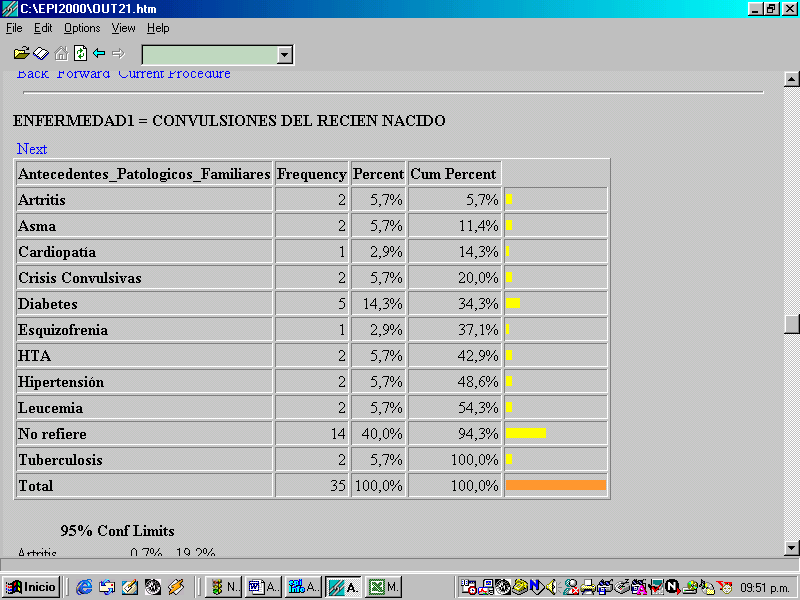 C:\EPI2000\OUT21.htm
File Edit Options View Help
Back Forward Current Procedure
ENFERMEDAD1 = CONVULSIONES DEL RECIEN NACIDO
Next
Antecedentes_Patologicos_Familiares Frequency Percent Cum Percent
Artritis 2 5,7% 5,7%
Asma 2 5,7% 11,4%
Cardiopatía 1 2,9% 14,3%
Crisis Convulsivas 2 5,7% 20,0%
Diabetes 5 14,3% 34,3%
Esquizofrenia 1 2,9% 37,1%
HTA 2 5,7% 42,9%
Hipertensión 2 5,7% 48,6%
Leucemia 2 5,7% 54,3%
No refiere 14 40,0% 94,3%
Tuberculosis 2 5,7% 100,0%
Total 35 100,0% 100,0%
95% Conf Limits
Artritis 0,7% 19,2%
Inicio N.. A.. A.. A. M. 09:51 p.m.